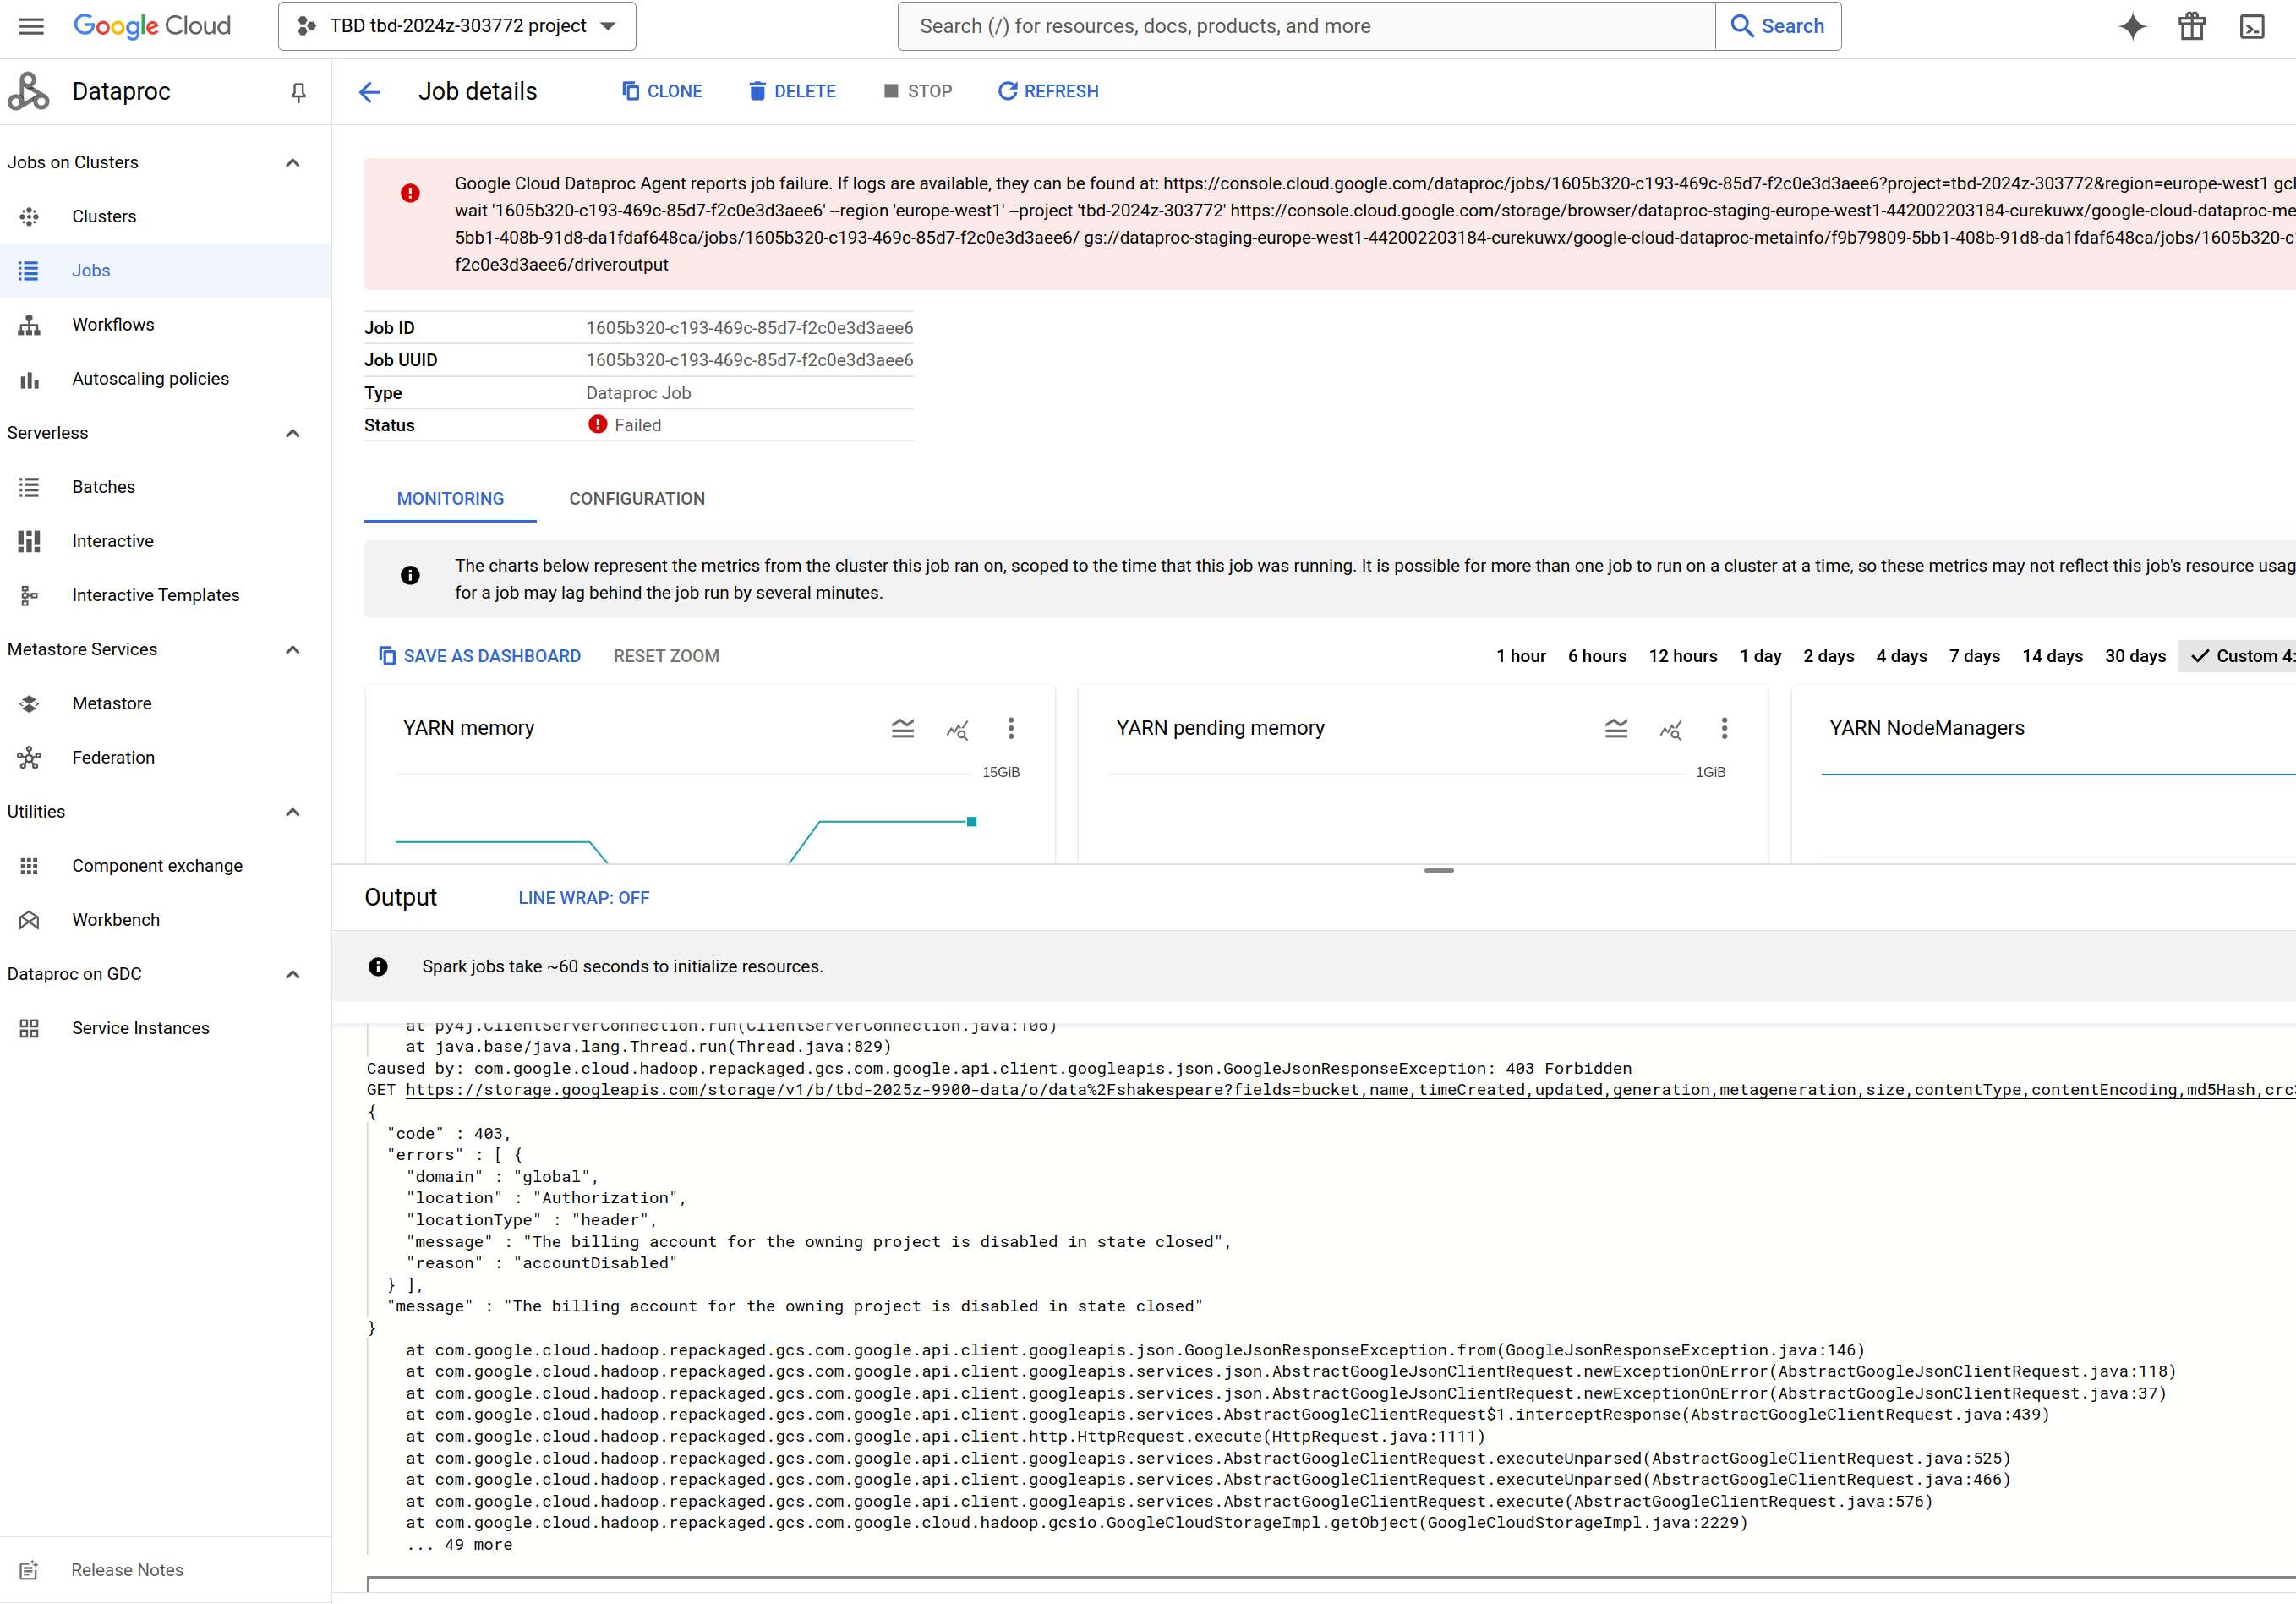 Google Cloud
TBD tbd-2024z-303772 project
Search (/) for resources, docs, products, and more
Search
Dataproc
Job details
CLONE
DELETE
STOP
REFRESH
Jobs on Clusters
Clusters
Jobs
Workflows
Autoscaling policies
Serverless
Batches
Interactive
Interactive Templates
Metastore Services
Metastore
Federation
Utilities
Component exchange
Workbench
Dataproc on GDC
Service Instances
Release Notes
Google Cloud Dataproc Agent reports job failure. If logs are available, they can be found at: https://console.cloud.google.com/dataproc/jobs/1605b320-c193-469c-85d7-f2c0e3d3aee6?project=tbd-2024z-303772&region=europe-west1 gcl
wait '1605b320-c193-469c-85d7-f2c0e3d3aee6' --region 'europe-west1' --project 'tbd-2024z-303772' https://console.cloud.google.com/storage/browser/dataproc-staging-europe-west1-442002203184-curekuwx/google-cloud-dataproc-me
5bb1-408b-91d8-da1fdaf648ca/jobs/1605b320-c193-469c-85d7-f2c0e3d3aee6/ gs://dataproc-staging-europe-west1-442002203184-curekuwx/google-cloud-dataproc-metainfo/f9b79809-5bb1-408b-91d8-da1fdaf648ca/jobs/1605b320-c
f2c0e3d3aee6/driveroutput
Job ID 1605b320-c193-469c-85d7-f2c0e3d3aee6
Job UUID 1605b320-c193-469c-85d7-f2c0e3d3aee6
Type Dataproc Job
Status Failed
MONITORING
CONFIGURATION
The charts below represent the metrics from the cluster this job ran on, scoped to the time that this job was running. It is possible for more than one job to run on a cluster at a time, so these metrics may not reflect this job's resource usag
for a job may lag behind the job run by several minutes.
SAVE AS DASHBOARD
RESET ZOOM
1 hour 6 hours 12 hours 1 day 2 days 4 days 7 days 14 days 30 days Custom 4:
YARN memory
15GiB
YARN pending memory
1GiB
YARN NodeManagers
Output
LINE WRAP: OFF
Spark jobs take ~60 seconds to initialize resources.
at py4j.ClientServerConnection.run(ClientServerConnection.java:106)
at java.base/java.lang.Thread.run(Thread.java:829)
Caused by: com.google.cloud.hadoop.repackaged.gcs.com.google.api.client.googleapis.json.GoogleJsonResponseException: 403 Forbidden
GET https://storage.googleapis.com/storage/v1/b/tbd-2025z-9900-data/o/data%2Fshakespeare?fields=bucket,name,timeCreated,updated,generation,metageneration,size,contentType,contentEncoding,md5Hash,crc
{
"code" : 403,
"errors" : [ {
"domain" : "global",
"location" : "Authorization",
"locationType" : "header",
"message" : "The billing account for the owning project is disabled in state closed",
"reason" : "accountDisabled"
} ],
"message" : "The billing account for the owning project is disabled in state closed"
}
at com.google.cloud.hadoop.repackaged.gcs.com.google.api.client.googleapis.json.GoogleJsonResponseException.from(GoogleJsonResponseException.java:146)
at com.google.cloud.hadoop.repackaged.gcs.com.google.api.client.googleapis.services.json.AbstractGoogleJsonClientRequest.newExceptionOnError(AbstractGoogleJsonClientRequest.java:118)
at com.google.cloud.hadoop.repackaged.gcs.com.google.api.client.googleapis.services.json.AbstractGoogleJsonClientRequest.newExceptionOnError(AbstractGoogleJsonClientRequest.java:37)
at com.google.cloud.hadoop.repackaged.gcs.com.google.api.client.googleapis.services.AbstractGoogleClientRequest$1.interceptResponse(AbstractGoogleClientRequest.java:439)
at com.google.cloud.hadoop.repackaged.gcs.com.google.api.client.http.HttpRequest.execute(HttpRequest.java:1111)
at com.google.cloud.hadoop.repackaged.gcs.com.google.api.client.googleapis.services.AbstractGoogleClientRequest.executeUnparsed(AbstractGoogleClientRequest.java:525)
at com.google.cloud.hadoop.repackaged.gcs.com.google.api.client.googleapis.services.AbstractGoogleClientRequest.executeUnparsed(AbstractGoogleClientRequest.java:466)
at com.google.cloud.hadoop.repackaged.gcs.com.google.api.client.googleapis.services.AbstractGoogleClientRequest.execute(AbstractGoogleClientRequest.java:576)
at com.google.cloud.hadoop.repackaged.gcs.com.google.cloud.hadoop.gcsio.GoogleCloudStorageImpl.getObject(GoogleCloudStorageImpl.java:2229)
... 49 more